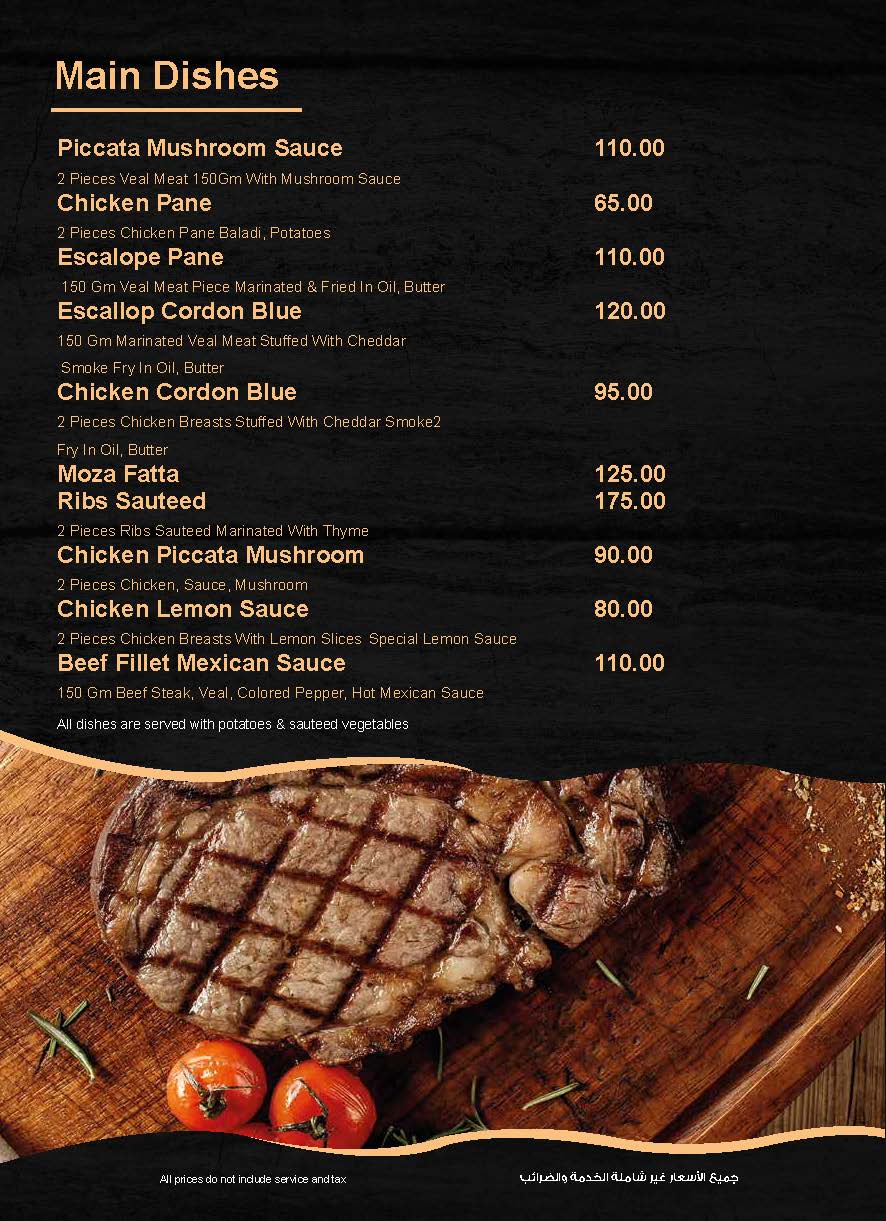 Main Dishes
Piccata Mushroom Sauce 110.00
2 Pieces Veal Meat 150Gm With Mushroom Sauce
Chicken Pane 65.00
2 Pieces Chicken Pane Baladi, Potatoes
Escalope Pane 110.00
150 Gm Veal Meat Piece Marinated & Fried In Oil, Butter
Escallop Cordon Blue 120.00
150 Gm Marinated Veal Meat Stuffed With Cheddar
Smoke Fry In Oil, Butter
Chicken Cordon Blue 95.00
2 Pieces Chicken Breasts Stuffed With Cheddar Smoke2
Fry In Oil, Butter
Moza Fatta 125.00
Ribs Sauteed 175.00
2 Pieces Ribs Sauteed Marinated With Thyme
Chicken Piccata Mushroom 90.00
2 Pieces Chicken, Sauce, Mushroom
Chicken Lemon Sauce 80.00
2 Pieces Chicken Breasts With Lemon Slices Special Lemon Sauce
Beef Fillet Mexican Sauce 110.00
150 Gm Beef Steak, Veal, Colored Pepper, Hot Mexican Sauce
All dishes are served with potatoes & sauteed vegetables
All prices do not include service and tax
جميع الأسعار غير شاملة الخدمة والضرائب